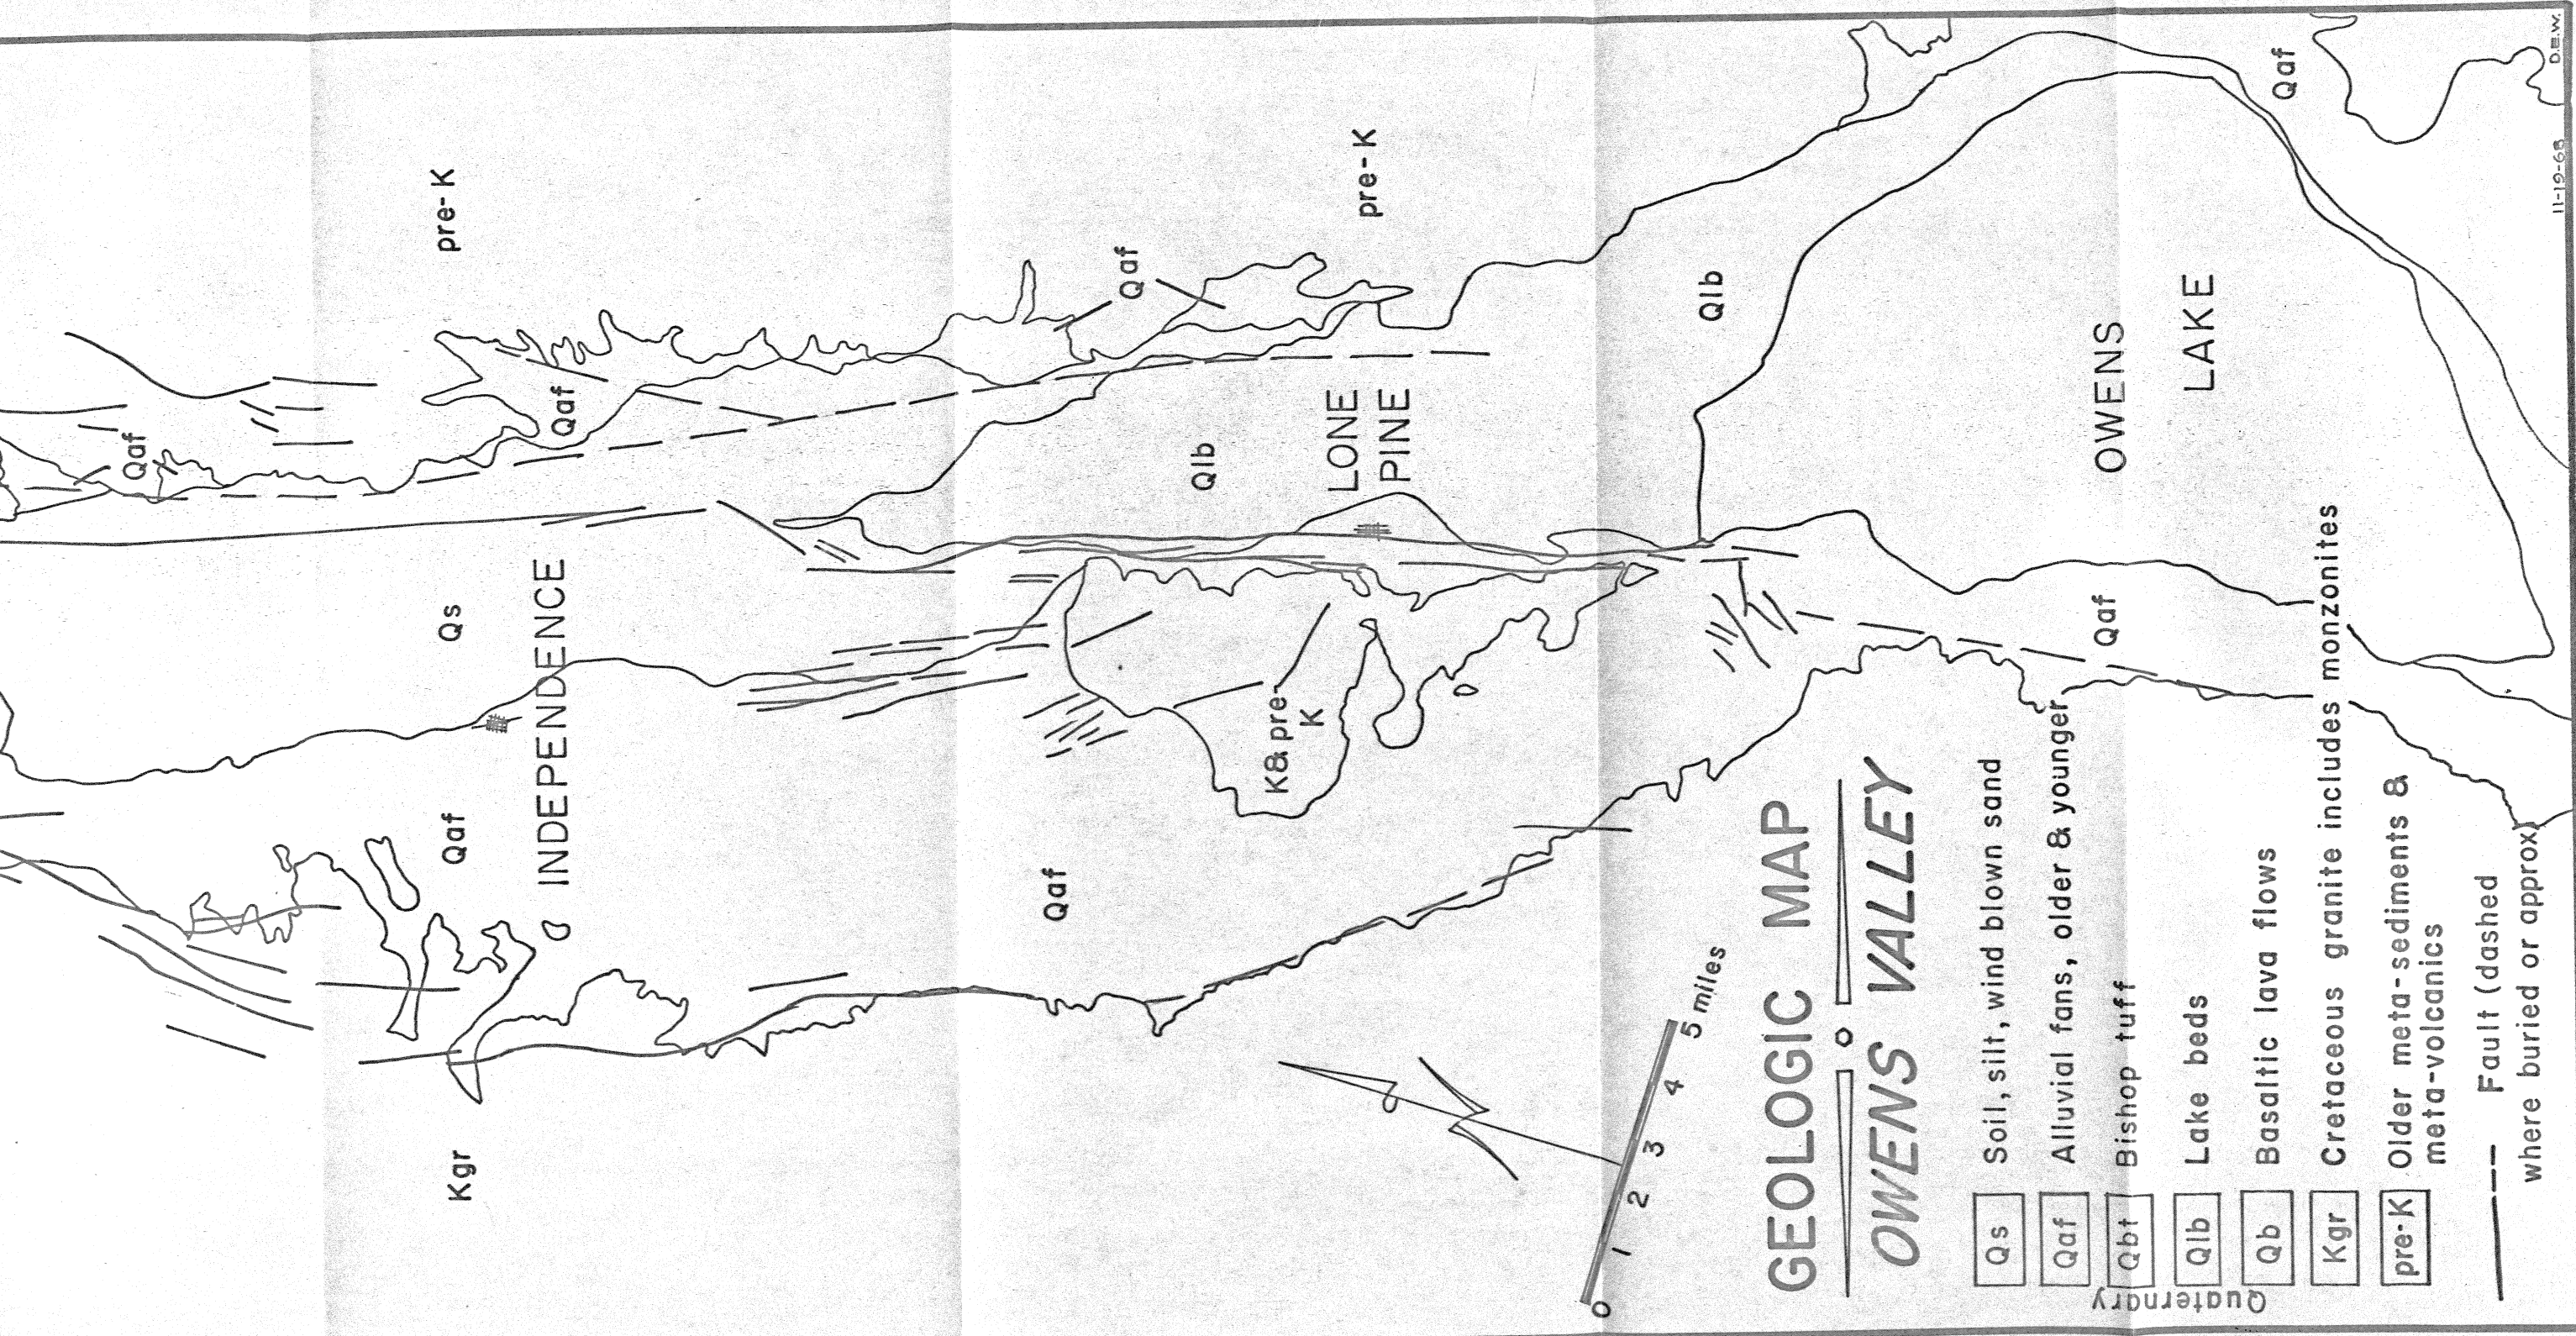 pre-K
Qaf
Qaf
Qs
INDEPENDENCE
Qaf
Kgr
pre-K
Qaf
Qlb
LONE
PINE
K & pre-
K
Qaf
Qlb
OWENS
LAKE
Qaf
Qaf
0 1 2 3 4 5 miles
GEOLOGIC MAP
OWENS VALLEY
Quaternary
Qs Soil, silt, wind blown sand
Qaf Alluvial fans, older & younger
Qbt Bishop tuff
Qlb Lake beds
Qb Basaltic lava flows
Kgr Cretaceous granite includes monzonites
pre-K Older meta-sediments &
meta-volcanics
Fault (dashed
where buried or approx)
11-19-68 D.E.W.